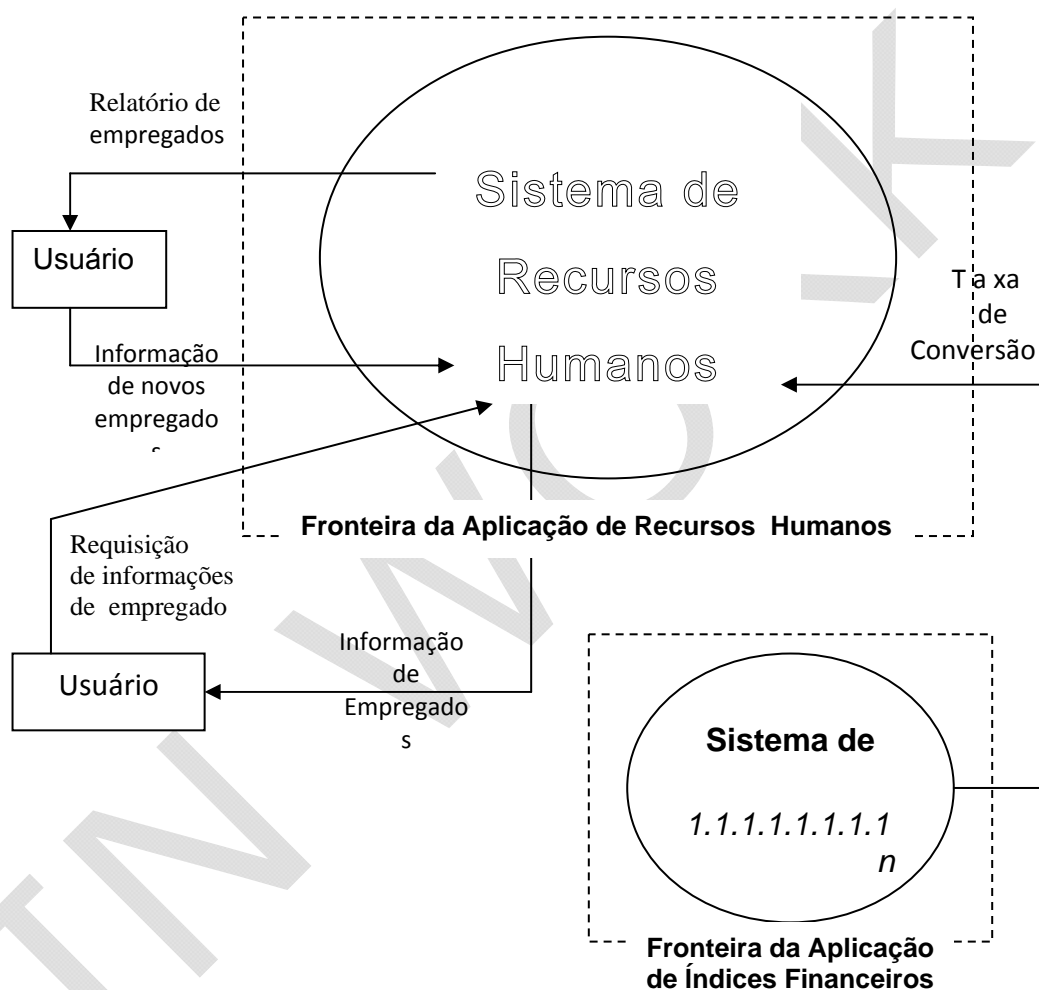 Relatório de
empregados
Sistema de
Recursos
Humanos
Usuário
Informação
de novos
empregado
s
T a xa
de
Conversão
Fronteira da Aplicação de Recursos Humanos
Requisição
de informações
de empregado
Usuário
Informação
de
Empregado
s
Sistema de
1.1.1.1.1.1.1.1
n
Fronteira da Aplicação
de Índices Financeiros
IN WO K